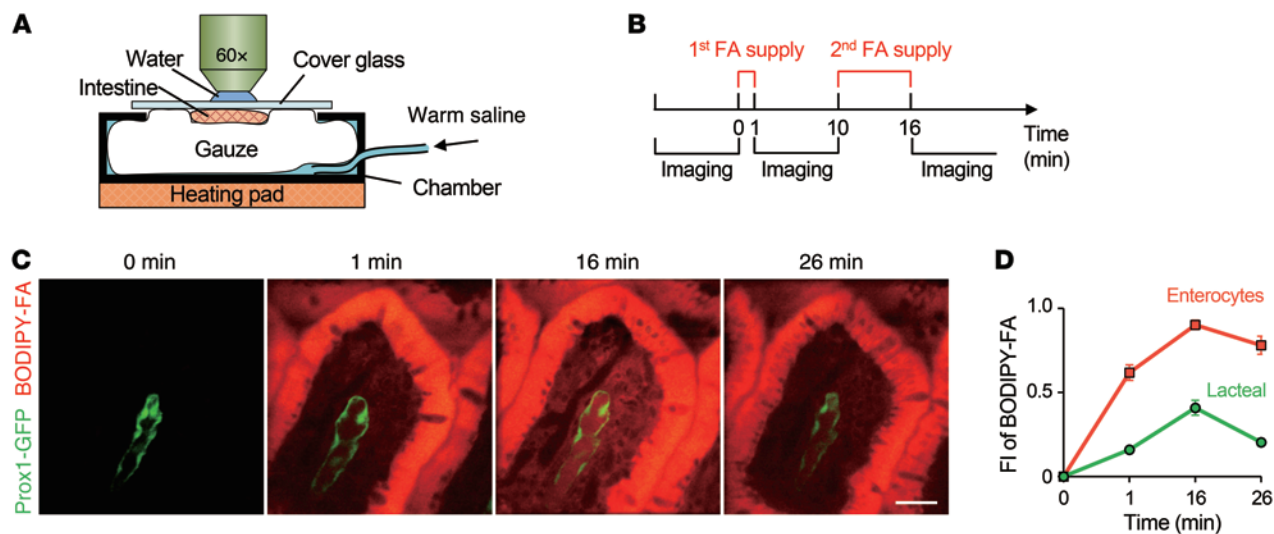 A
60×
Water
Cover glass
Intestine
Warm saline
Gauze
Chamber
Heating pad
B
1st FA supply
2nd FA supply
0 1 10 16
Time
(min)
Imaging
Imaging
Imaging
C
0 min
1 min
16 min
26 min
Prox1-GFP BODIPY-FA
D
1.0
Enterocytes
0.5
Lacteal
0
0 1 16 26
FI of BODIPY-FA
Time (min)